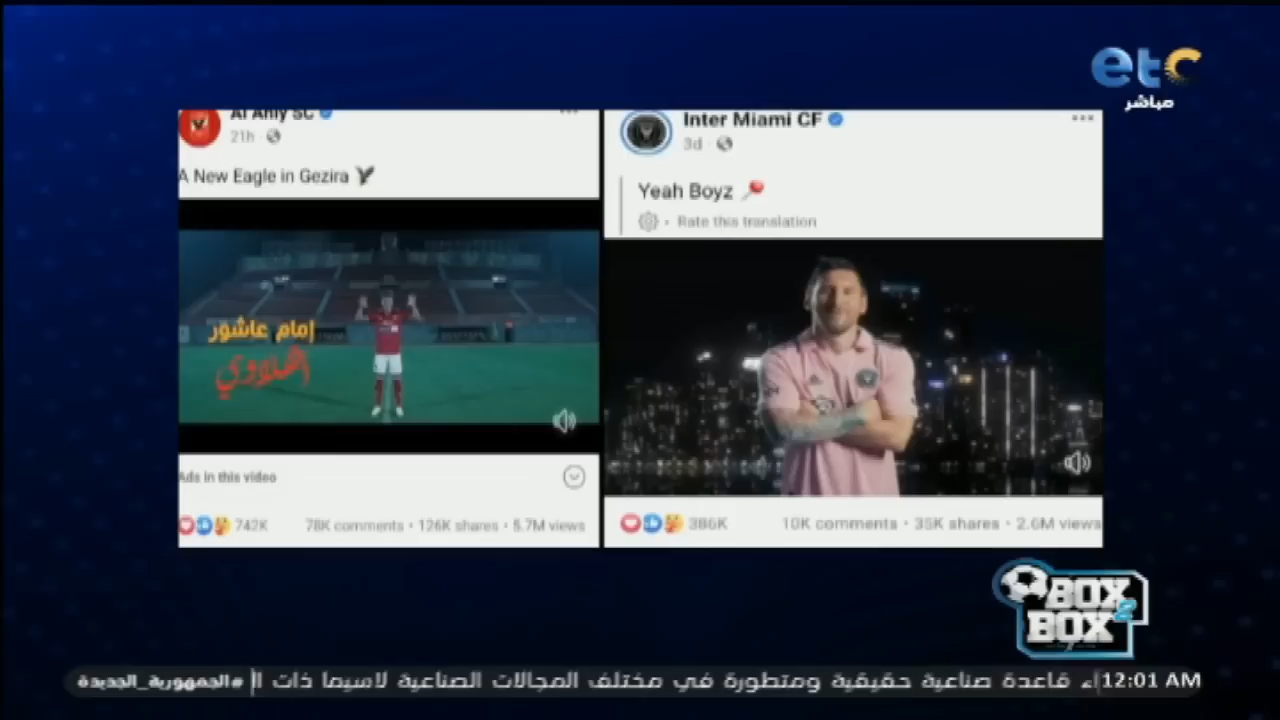 etc
مباشر
Al Ahly SC
21h
A New Eagle in Gezira
إمام عاشور
أهلاوي
Ads in this video
742K 78K comments • 126K shares • 5.7M views
Inter Miami CF
3d
Yeah Boyz
Rate this translation
386K 10K comments • 35K shares • 2.6M views
BOX 2
BOX
12:01 AM
اء قاعدة صناعية حقيقية ومتطورة في مختلف المجالات الصناعية لاسيما ذات ا
#الجمهورية_الجديدة